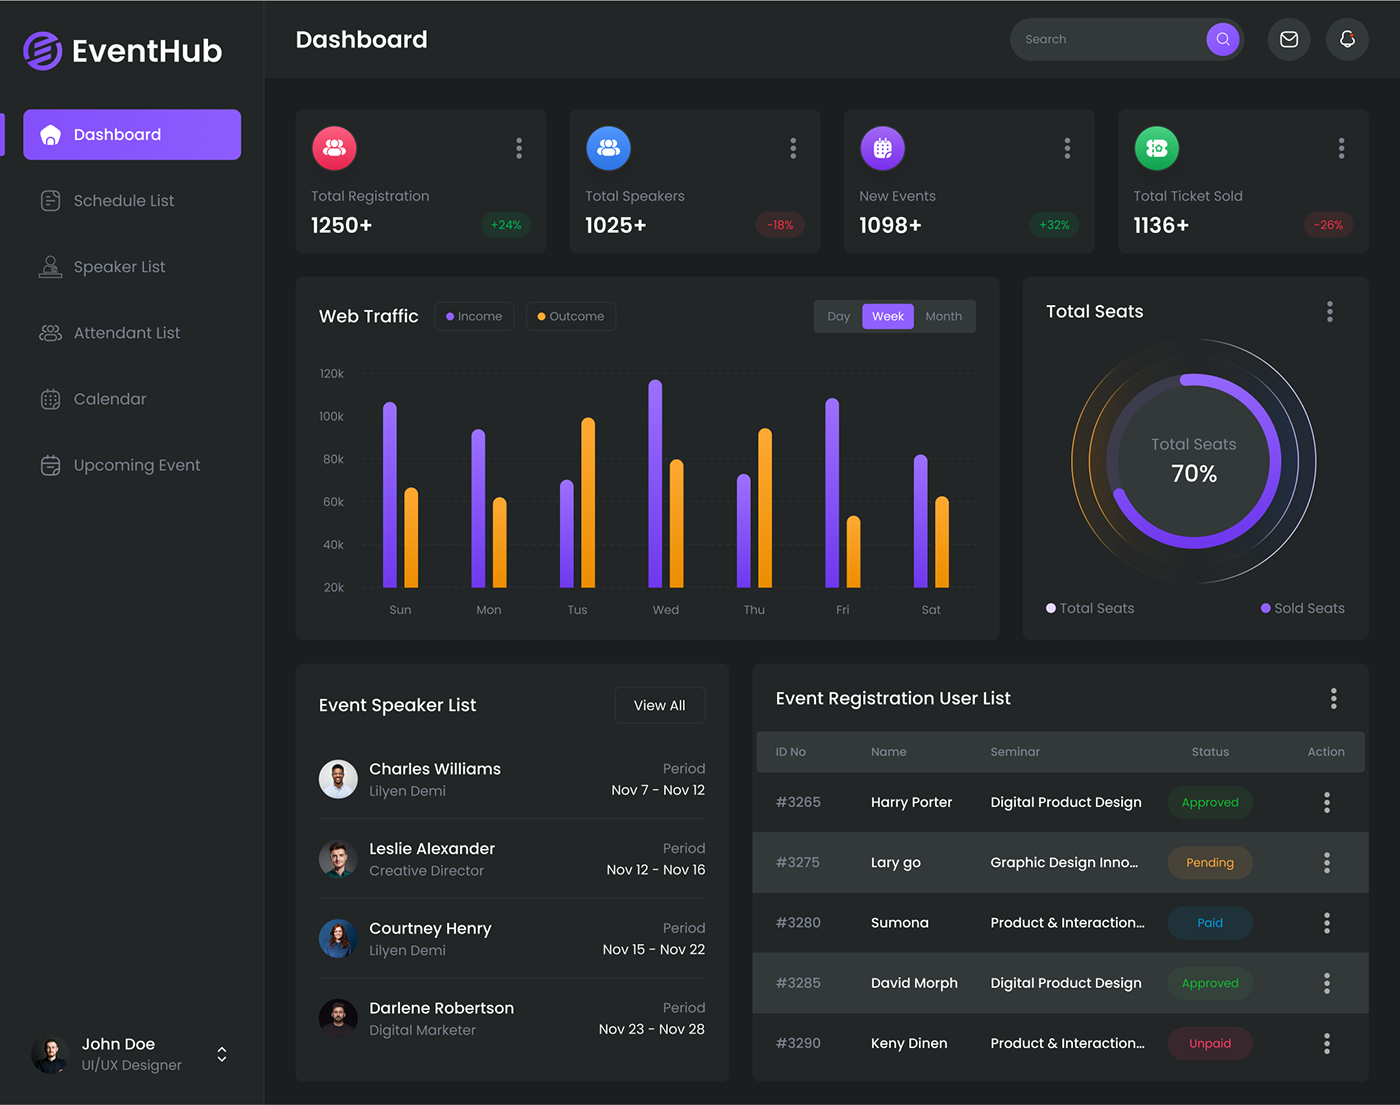 EventHub
Dashboard
Search
Dashboard
Schedule List
Speaker List
Attendant List
Calendar
Upcoming Event
John Doe
UI/UX Designer
Total Registration
1250+
+24%
Total Speakers
1025+
-18%
New Events
1098+
+32%
Total Ticket Sold
1136+
-26%
Web Traffic
Income
Outcome
Day
Week
Month
120k
100k
80k
60k
40k
20k
Sun
Mon
Tus
Wed
Thu
Fri
Sat
Total Seats
Total Seats
70%
Total Seats
Sold Seats
Event Speaker List
View All
Charles Williams
Lilyen Demi
Period
Nov 7 - Nov 12
Leslie Alexander
Creative Director
Period
Nov 12 - Nov 16
Courtney Henry
Lilyen Demi
Period
Nov 15 - Nov 22
Darlene Robertson
Digital Marketer
Period
Nov 23 - Nov 28
Event Registration User List
ID No Name Seminar Status Action
#3265 Harry Porter Digital Product Design Approved
#3275 Lary go Graphic Design Inno... Pending
#3280 Sumona Product & Interaction... Paid
#3285 David Morph Digital Product Design Approved
#3290 Keny Dinen Product & Interaction... Unpaid